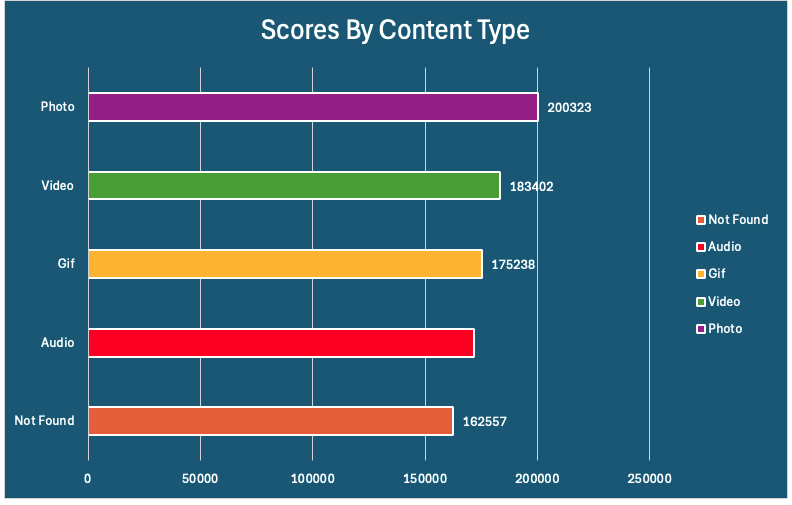 Scores By Content Type
Photo
200323
Video
183402
Gif
175238
Audio
Not Found
162557
0 50000 100000 150000 200000 250000
Not Found
Audio
Gif
Video
Photo